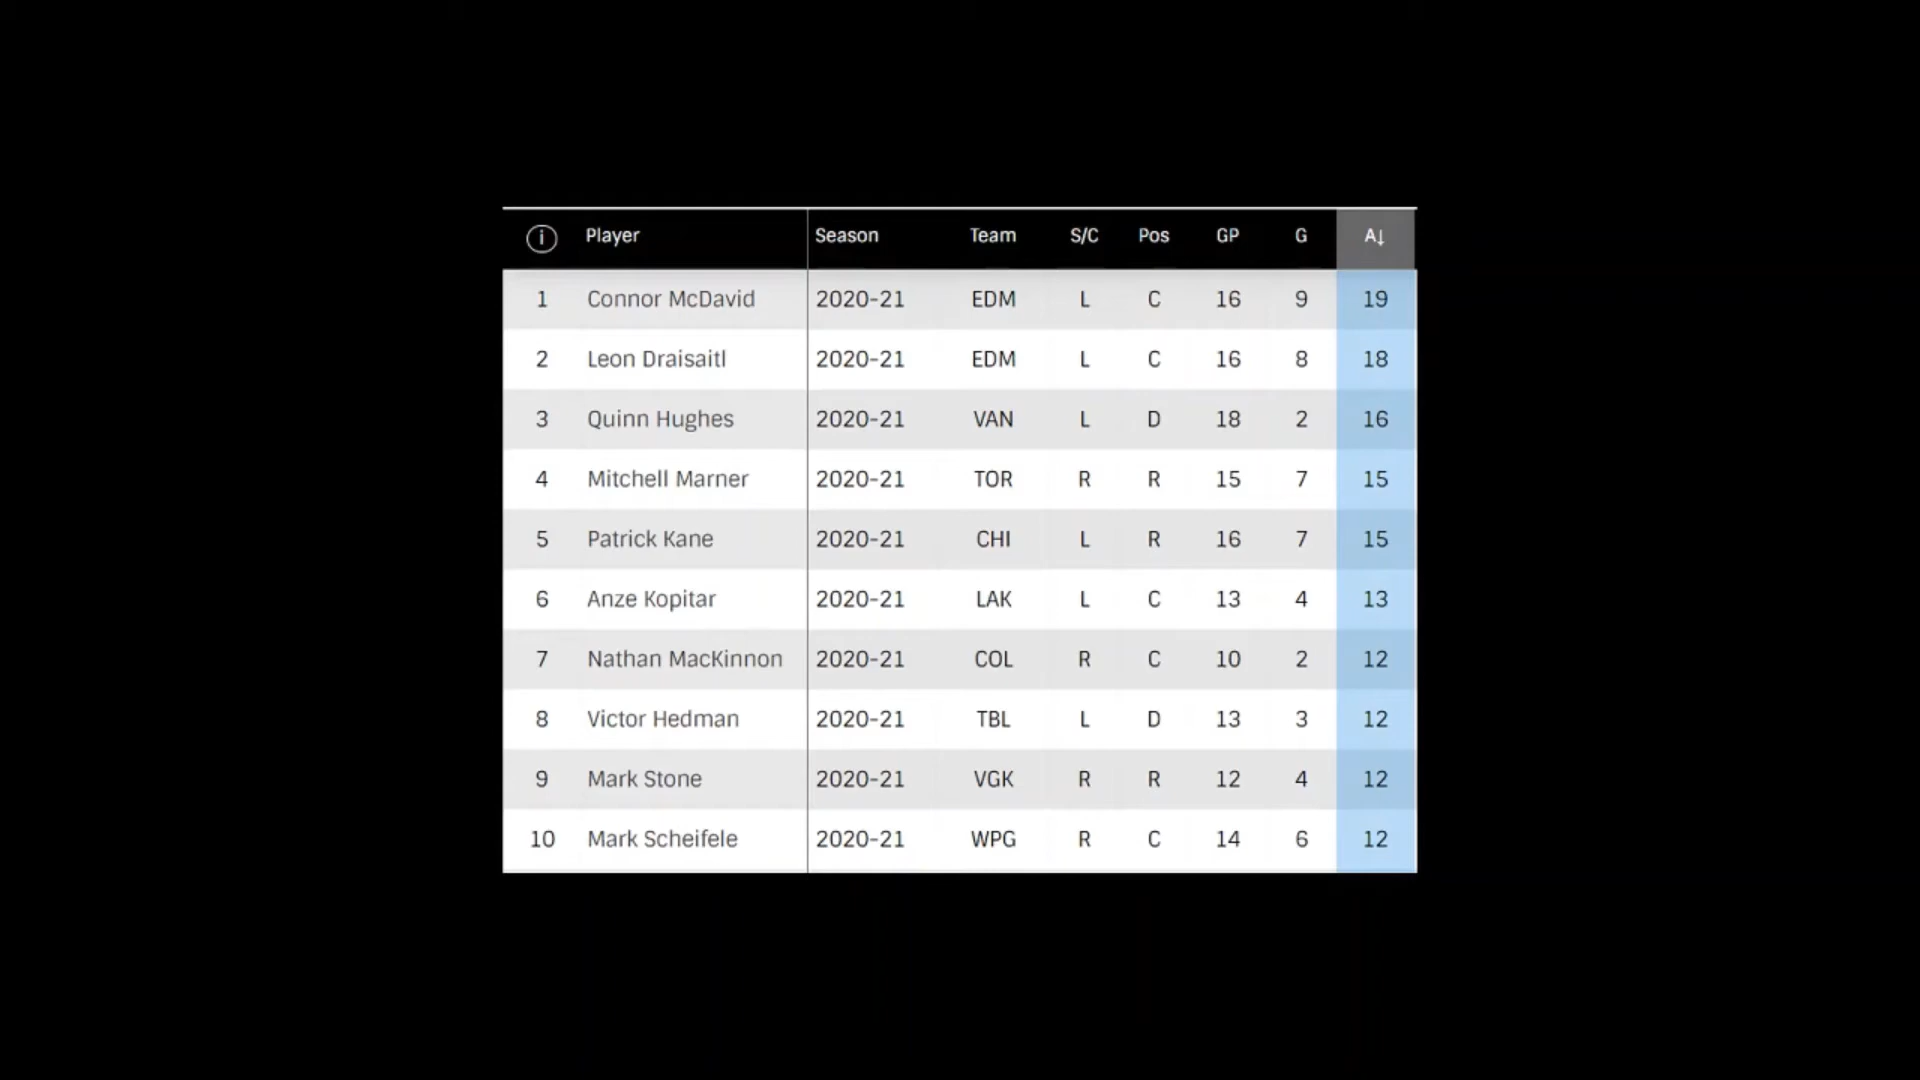 i Player Season Team S/C Pos GP G A↓
1 Connor McDavid 2020-21 EDM L C 16 9 19
2 Leon Draisaitl 2020-21 EDM L C 16 8 18
3 Quinn Hughes 2020-21 VAN L D 18 2 16
4 Mitchell Marner 2020-21 TOR R R 15 7 15
5 Patrick Kane 2020-21 CHI L R 16 7 15
6 Anze Kopitar 2020-21 LAK L C 13 4 13
7 Nathan MacKinnon 2020-21 COL R C 10 2 12
8 Victor Hedman 2020-21 TBL L D 13 3 12
9 Mark Stone 2020-21 VGK R R 12 4 12
10 Mark Scheifele 2020-21 WPG R C 14 6 12